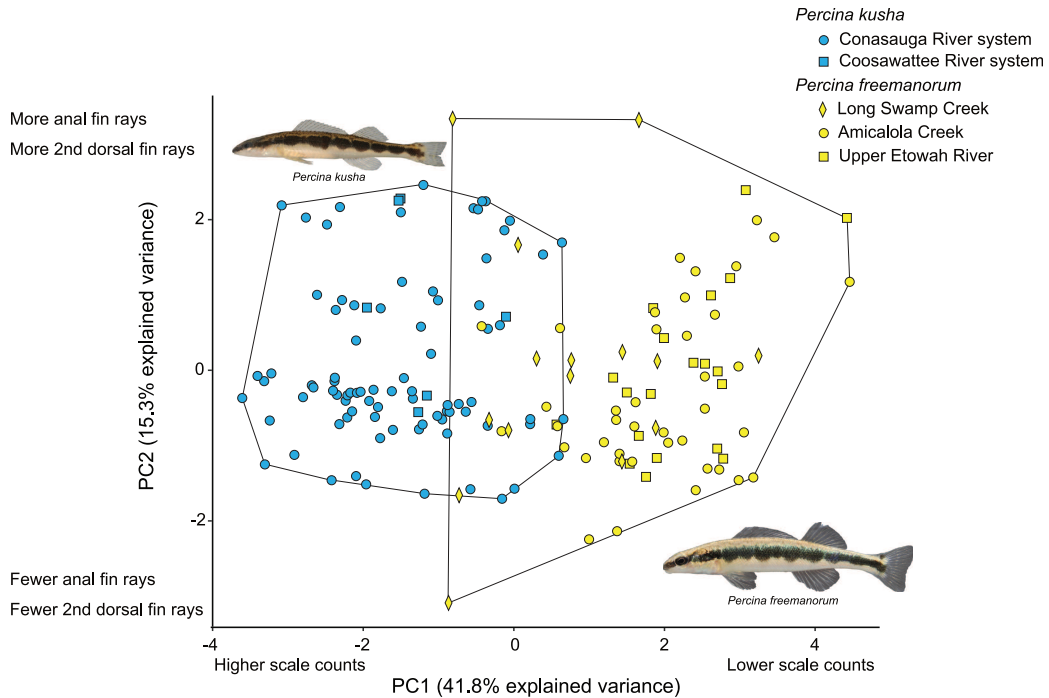 Percina kusha
Conasauga River system
Coosawattee River system
Percina freemanorum
Long Swamp Creek
Amicalola Creek
Upper Etowah River
More anal fin rays
More 2nd dorsal fin rays
Percina kusha
2
0
-2
PC2 (15.3% explained variance)
Fewer anal fin rays
Fewer 2nd dorsal fin rays
Percina freemanorum
-4
-2
0
2
4
Higher scale counts
Lower scale counts
PC1 (41.8% explained variance)